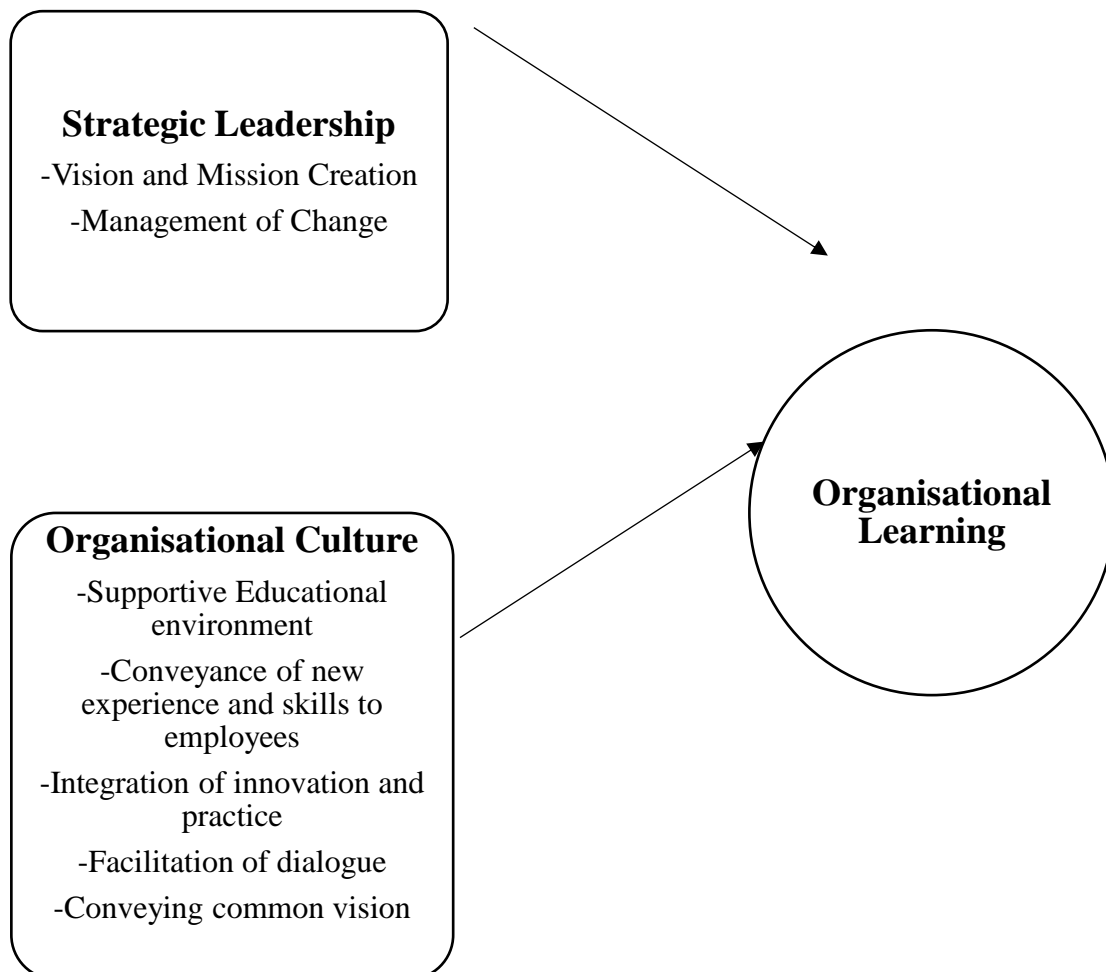 Strategic Leadership
-Vision and Mission Creation
-Management of Change
Organisational Culture
-Supportive Educational
environment
-Conveyance of new
experience and skills to
employees
-Integration of innovation and
practice
-Facilitation of dialogue
-Conveying common vision
Organisational
Learning